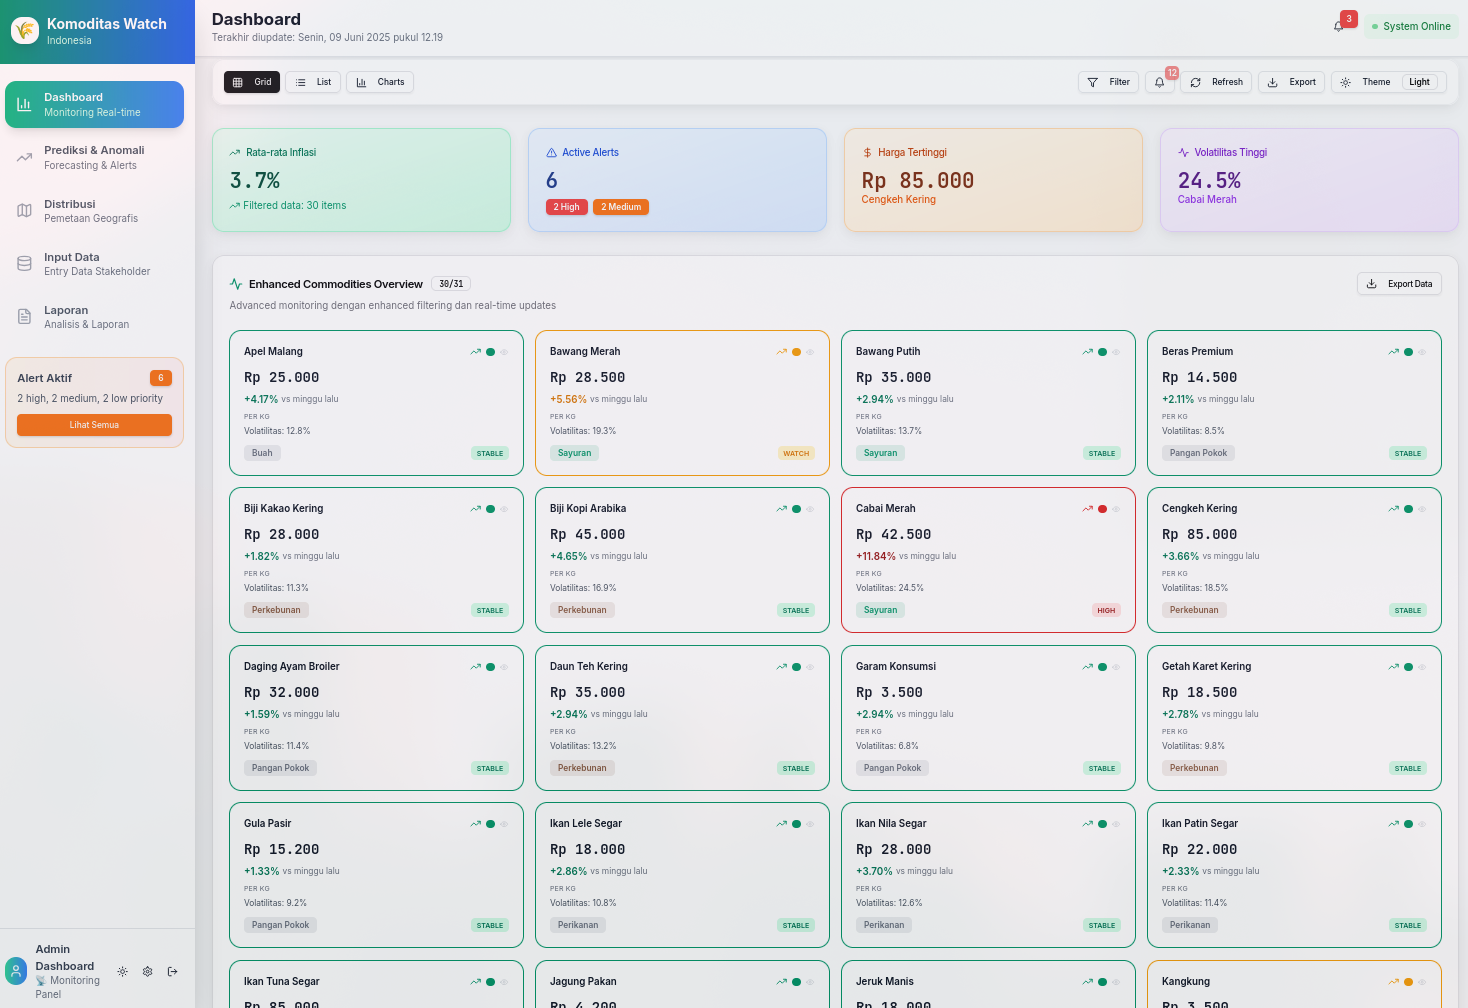 Komoditas Watch
Indonesia
Dashboard
Monitoring Real-time
Prediksi & Anomali
Forecasting & Alerts
Distribusi
Pemetaan Geografis
Input Data
Entry Data Stakeholder
Laporan
Analisis & Laporan
Alert Aktif 6
2 high, 2 medium, 2 low priority
Lihat Semua
Admin
Dashboard
Monitoring
Panel
Dashboard
Terakhir diupdate: Senin, 09 Juni 2025 pukul 12.19
3 System Online
Grid List Charts Filter 12 Refresh Export Theme Light
Rata-rata Inflasi
3.7%
Filtered data: 30 items
Active Alerts
6
2 High 2 Medium
Harga Tertinggi
Rp 85.000
Cengkeh Kering
Volatilitas Tinggi
24.5%
Cabai Merah
Enhanced Commodities Overview 30/31 Export Data
Advanced monitoring dengan enhanced filtering dan real-time updates
Apel Malang
Rp 25.000
+4.17% vs minggu lalu
PER KG
Volatilitas: 12.8%
Buah STABLE
Bawang Merah
Rp 28.500
+5.56% vs minggu lalu
PER KG
Volatilitas: 19.3%
Sayuran WATCH
Bawang Putih
Rp 35.000
+2.94% vs minggu lalu
PER KG
Volatilitas: 13.7%
Sayuran STABLE
Beras Premium
Rp 14.500
+2.11% vs minggu lalu
PER KG
Volatilitas: 8.5%
Pangan Pokok STABLE
Biji Kakao Kering
Rp 28.000
+1.82% vs minggu lalu
PER KG
Volatilitas: 11.3%
Perkebunan STABLE
Biji Kopi Arabika
Rp 45.000
+4.65% vs minggu lalu
PER KG
Volatilitas: 16.9%
Perkebunan STABLE
Cabai Merah
Rp 42.500
+11.84% vs minggu lalu
PER KG
Volatilitas: 24.5%
Sayuran HIGH
Cengkeh Kering
Rp 85.000
+3.66% vs minggu lalu
PER KG
Volatilitas: 18.5%
Perkebunan STABLE
Daging Ayam Broiler
Rp 32.000
+1.59% vs minggu lalu
PER KG
Volatilitas: 11.4%
Pangan Pokok STABLE
Daun Teh Kering
Rp 35.000
+2.94% vs minggu lalu
PER KG
Volatilitas: 13.2%
Perkebunan STABLE
Garam Konsumsi
Rp 3.500
+2.94% vs minggu lalu
PER KG
Volatilitas: 6.8%
Pangan Pokok STABLE
Getah Karet Kering
Rp 18.500
+2.78% vs minggu lalu
PER KG
Volatilitas: 9.8%
Perkebunan STABLE
Gula Pasir
Rp 15.200
+1.33% vs minggu lalu
PER KG
Volatilitas: 9.2%
Pangan Pokok STABLE
Ikan Lele Segar
Rp 18.000
+2.86% vs minggu lalu
PER KG
Volatilitas: 10.8%
Perikanan STABLE
Ikan Nila Segar
Rp 28.000
+3.70% vs minggu lalu
PER KG
Volatilitas: 12.6%
Perikanan STABLE
Ikan Patin Segar
Rp 22.000
+2.33% vs minggu lalu
PER KG
Volatilitas: 11.4%
Perikanan STABLE
Ikan Tuna Segar
Rp 85.000
Jagung Pakan
Rp 4.200
Jeruk Manis
Rp 18.000
Kangkung
Rp 3.500